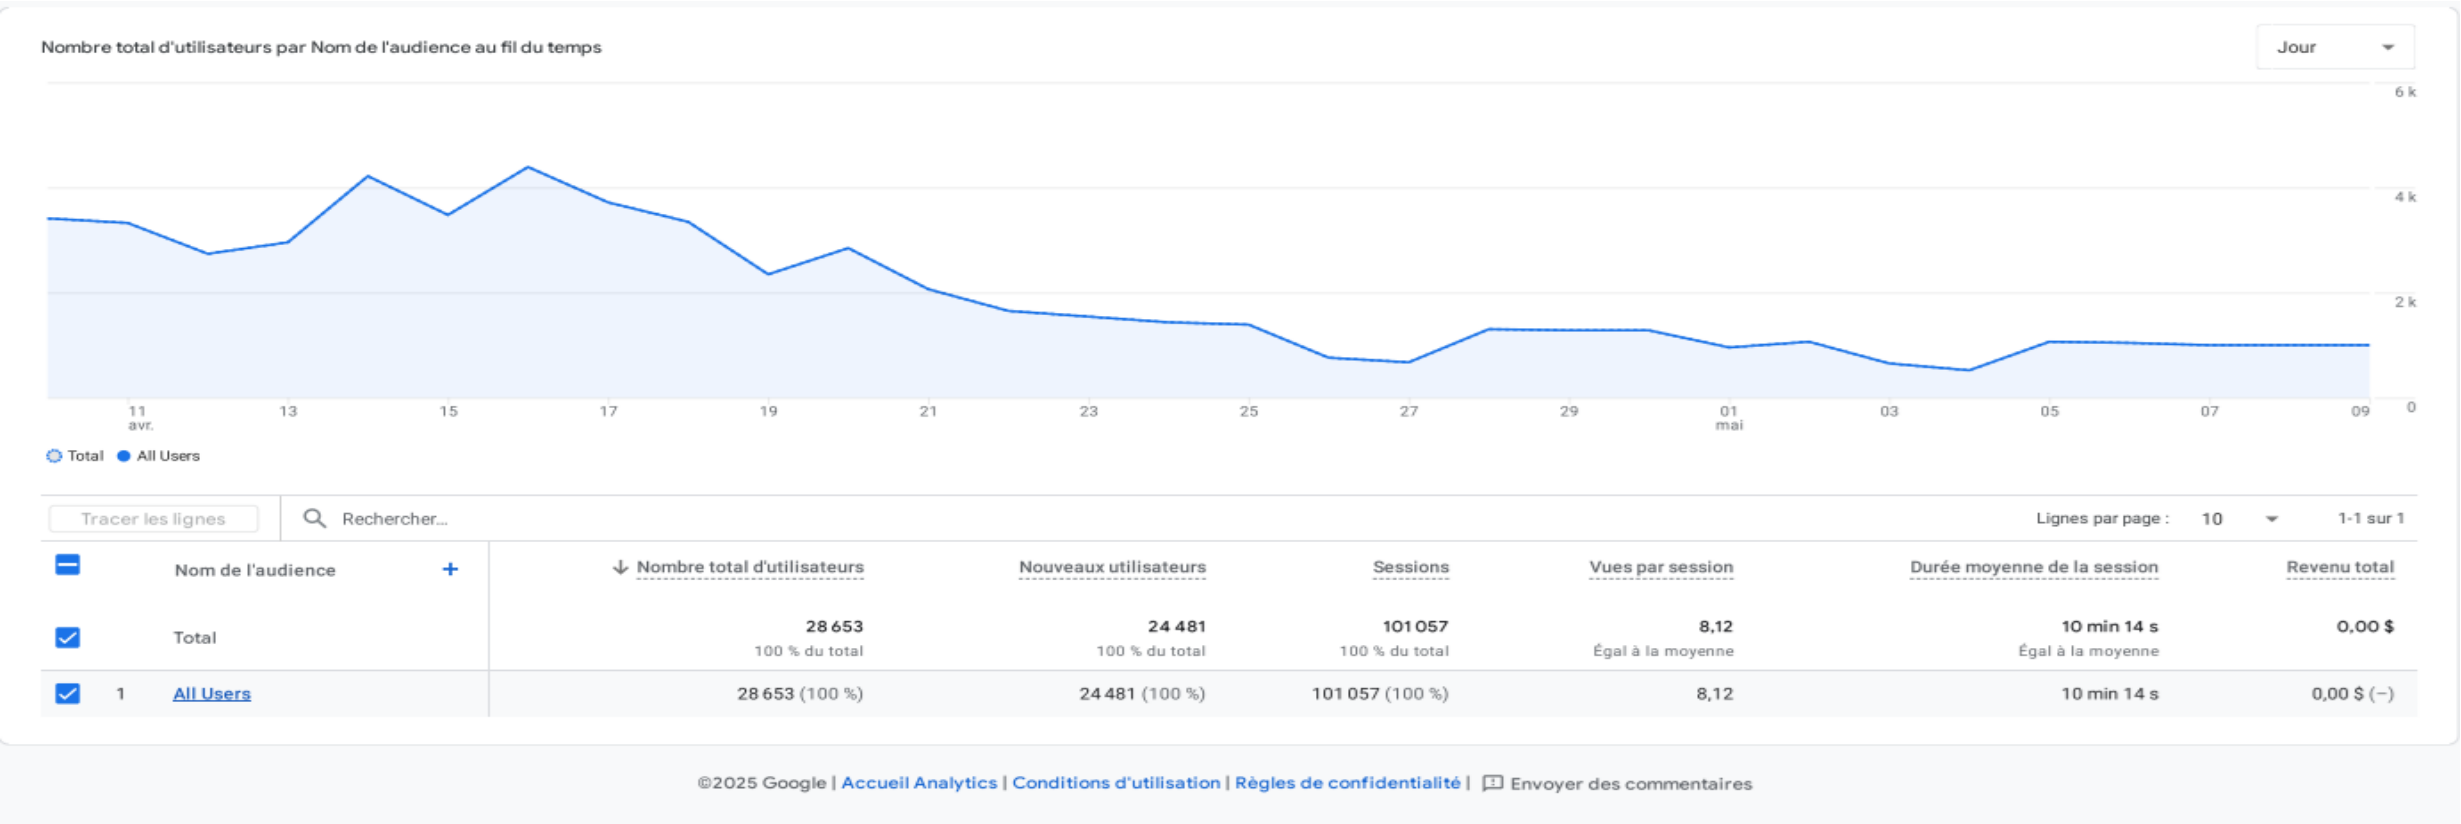 Nombre total d'utilisateurs par Nom de l'audience au fil du temps
Jour
6 k
4 k
2 k
0
11 13 15 17 19 21 23 25 27 29 01 03 05 07 09
avr. mai
Total All Users
Tracer les lignes Rechercher... Lignes par page : 10 1-1 sur 1
Nom de l'audience + ↓ Nombre total d'utilisateurs Nouveaux utilisateurs Sessions Vues par session Durée moyenne de la session Revenu total
Total 28 653 24 481 101 057 8,12 10 min 14 s 0,00 $
100 % du total 100 % du total 100 % du total Égal à la moyenne Égal à la moyenne
1 All Users 28 653 (100 %) 24 481 (100 %) 101 057 (100 %) 8,12 10 min 14 s 0,00 $ (–)
©2025 Google | Accueil Analytics | Conditions d'utilisation | Règles de confidentialité | Envoyer des commentaires